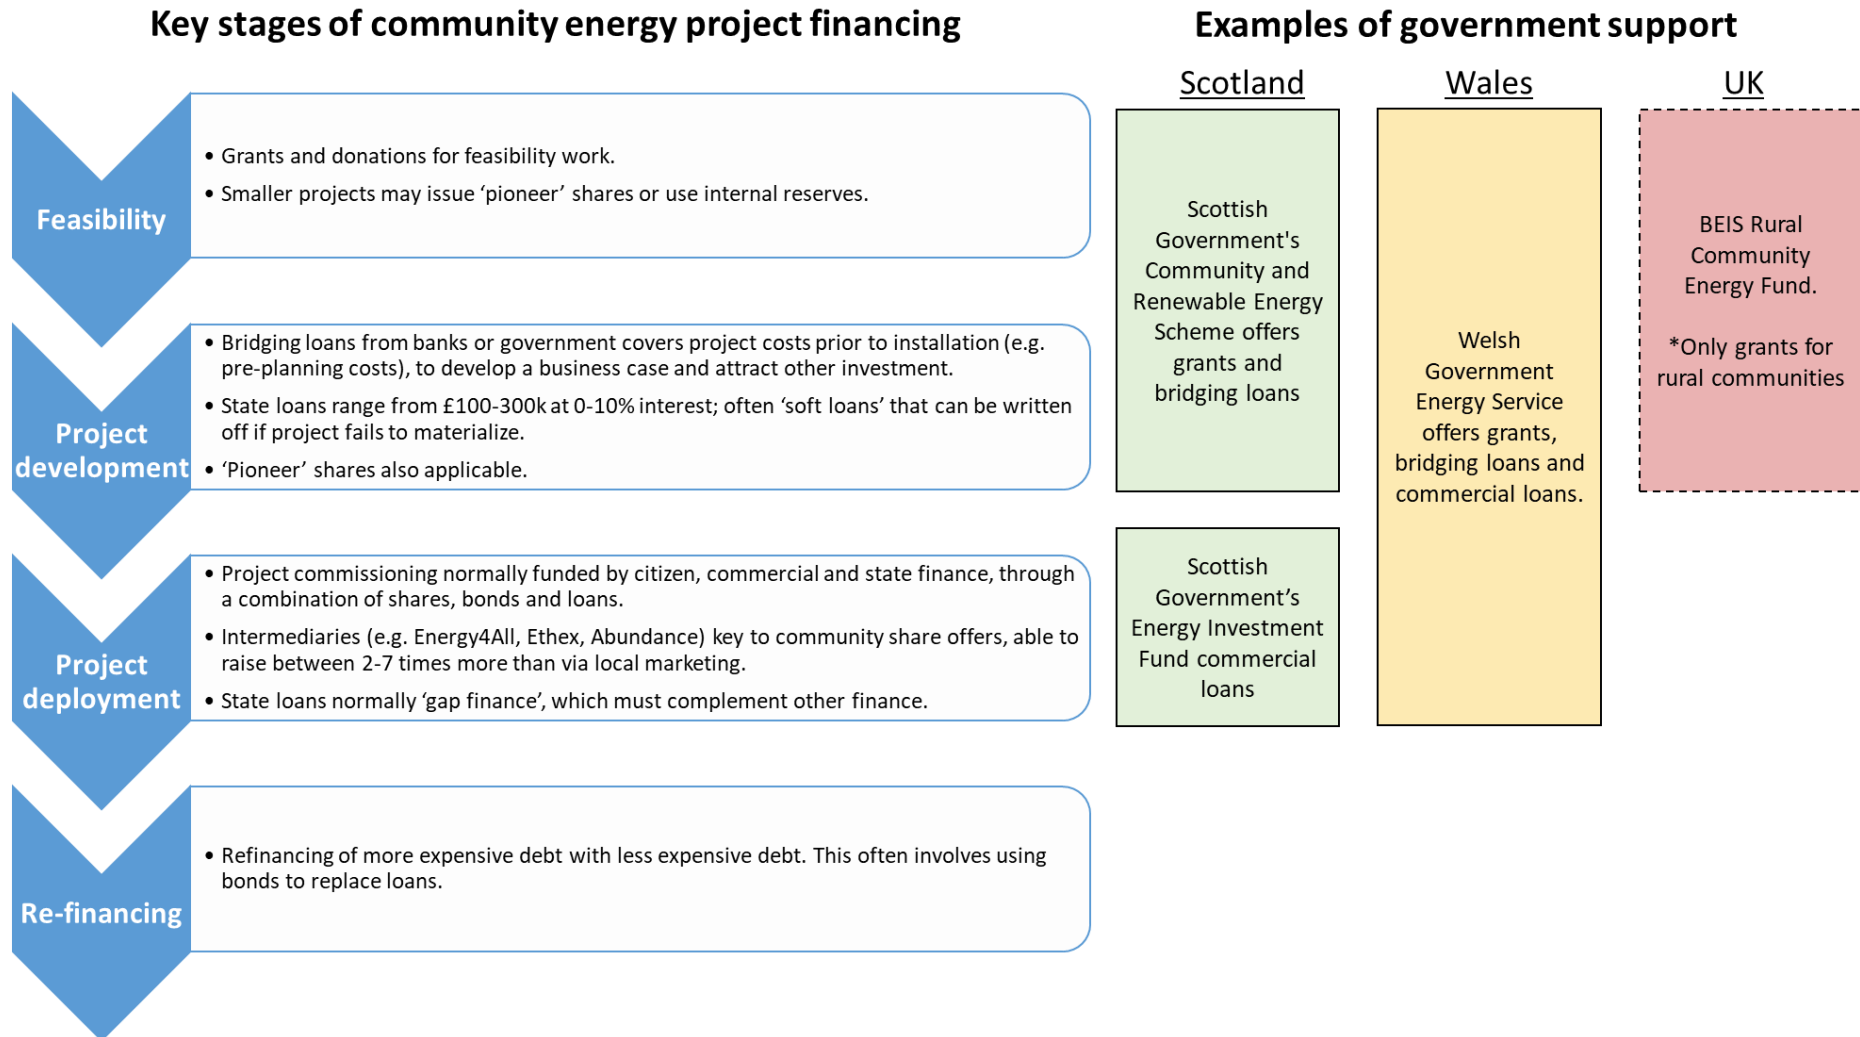 Key stages of community energy project financing
Examples of government support
Scotland
Wales
UK
Feasibility
• Grants and donations for feasibility work.
• Smaller projects may issue ‘pioneer’ shares or use internal reserves.
Project
development
• Bridging loans from banks or government covers project costs prior to installation (e.g.
pre-planning costs), to develop a business case and attract other investment.
• State loans range from £100-300k at 0-10% interest; often ‘soft loans’ that can be written
off if project fails to materialize.
• ‘Pioneer’ shares also applicable.
Project
deployment
• Project commissioning normally funded by citizen, commercial and state finance, through
a combination of shares, bonds and loans.
• Intermediaries (e.g. Energy4All, Ethex, Abundance) key to community share offers, able to
raise between 2-7 times more than via local marketing.
• State loans normally ‘gap finance’, which must complement other finance.
Re-financing
• Refinancing of more expensive debt with less expensive debt. This often involves using
bonds to replace loans.
Scottish
Government's
Community and
Renewable Energy
Scheme offers
grants and
bridging loans
Scottish
Government’s
Energy Investment
Fund commercial
loans
Welsh
Government
Energy Service
offers grants,
bridging loans and
commercial loans.
BEIS Rural
Community
Energy Fund.
*Only grants for
rural communities